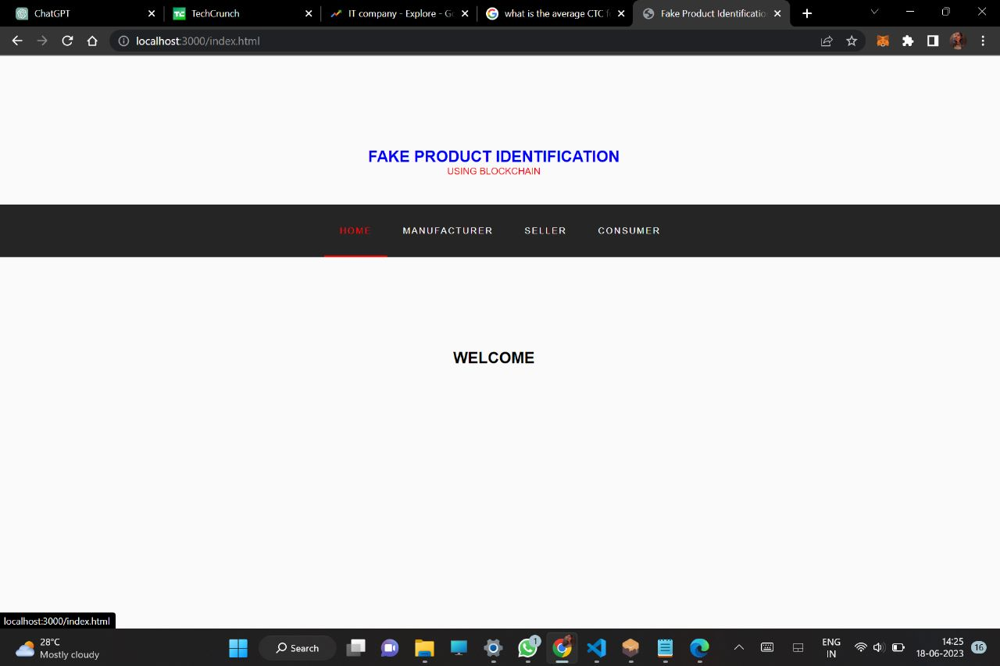 ChatGPT
TechCrunch
IT company - Explore - Go
what is the average CTC f
Fake Product Identificatio
localhost:3000/index.html
FAKE PRODUCT IDENTIFICATION
USING BLOCKCHAIN
HOME
MANUFACTURER
SELLER
CONSUMER
WELCOME
localhost:3000/index.html
28°C
Mostly cloudy
Search
1
ENG
IN
14:25
18-06-2023
16